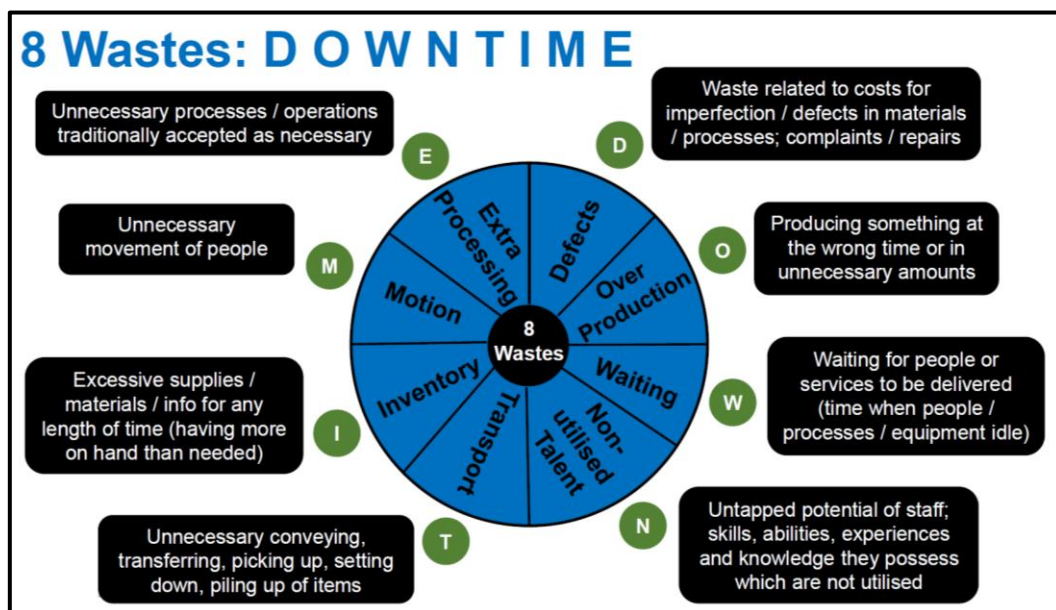 8 Wastes: D O W N T I M E
Unnecessary processes / operations
traditionally accepted as necessary
Waste related to costs for
imperfection / defects in materials
/ processes; complaints / repairs
E
D
Extra
Processing
Defects
Unnecessary
movement of people
M
Motion
Over
Production
O
Producing something at
the wrong time or in
unnecessary amounts
8
Wastes
Excessive supplies /
materials / info for any
length of time (having more
on hand than needed)
I
Inventory
Waiting
W
Waiting for people or
services to be delivered
(time when people /
processes / equipment idle)
Transport
Non-
utilised
Talent
Unnecessary conveying,
transferring, picking up, setting
down, piling up of items
T
N
Untapped potential of staff;
skills, abilities, experiences
and knowledge they possess
which are not utilised